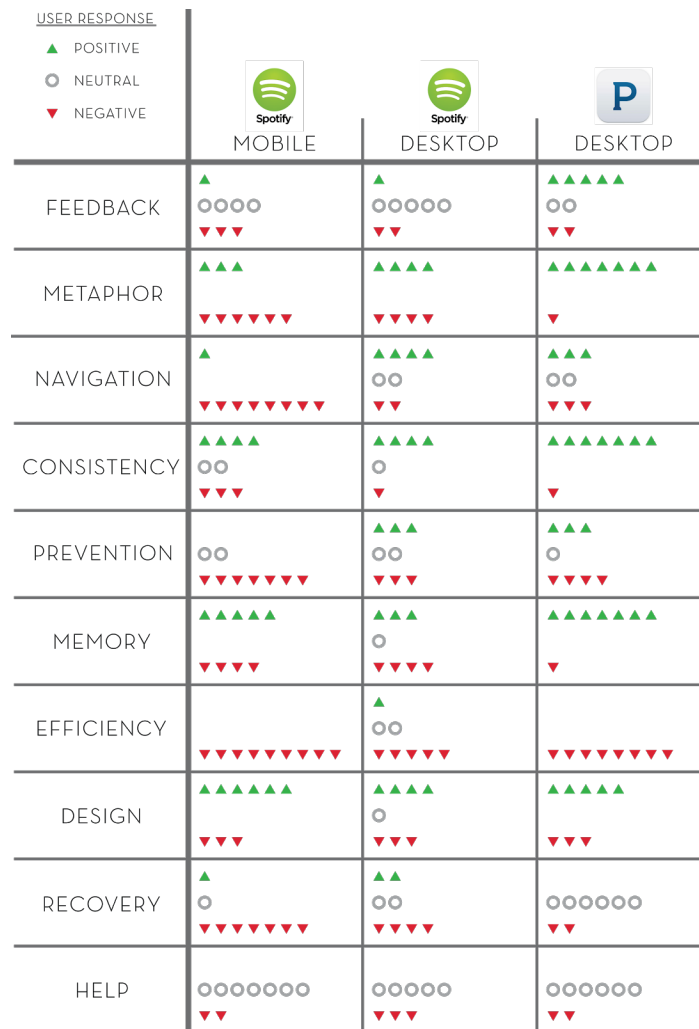 USER RESPONSE
POSITIVE
NEUTRAL
NEGATIVE
Spotify
Spotify
P
MOBILE
DESKTOP
DESKTOP
FEEDBACK
METAPHOR
NAVIGATION
CONSISTENCY
PREVENTION
MEMORY
EFFICIENCY
DESIGN
RECOVERY
HELP